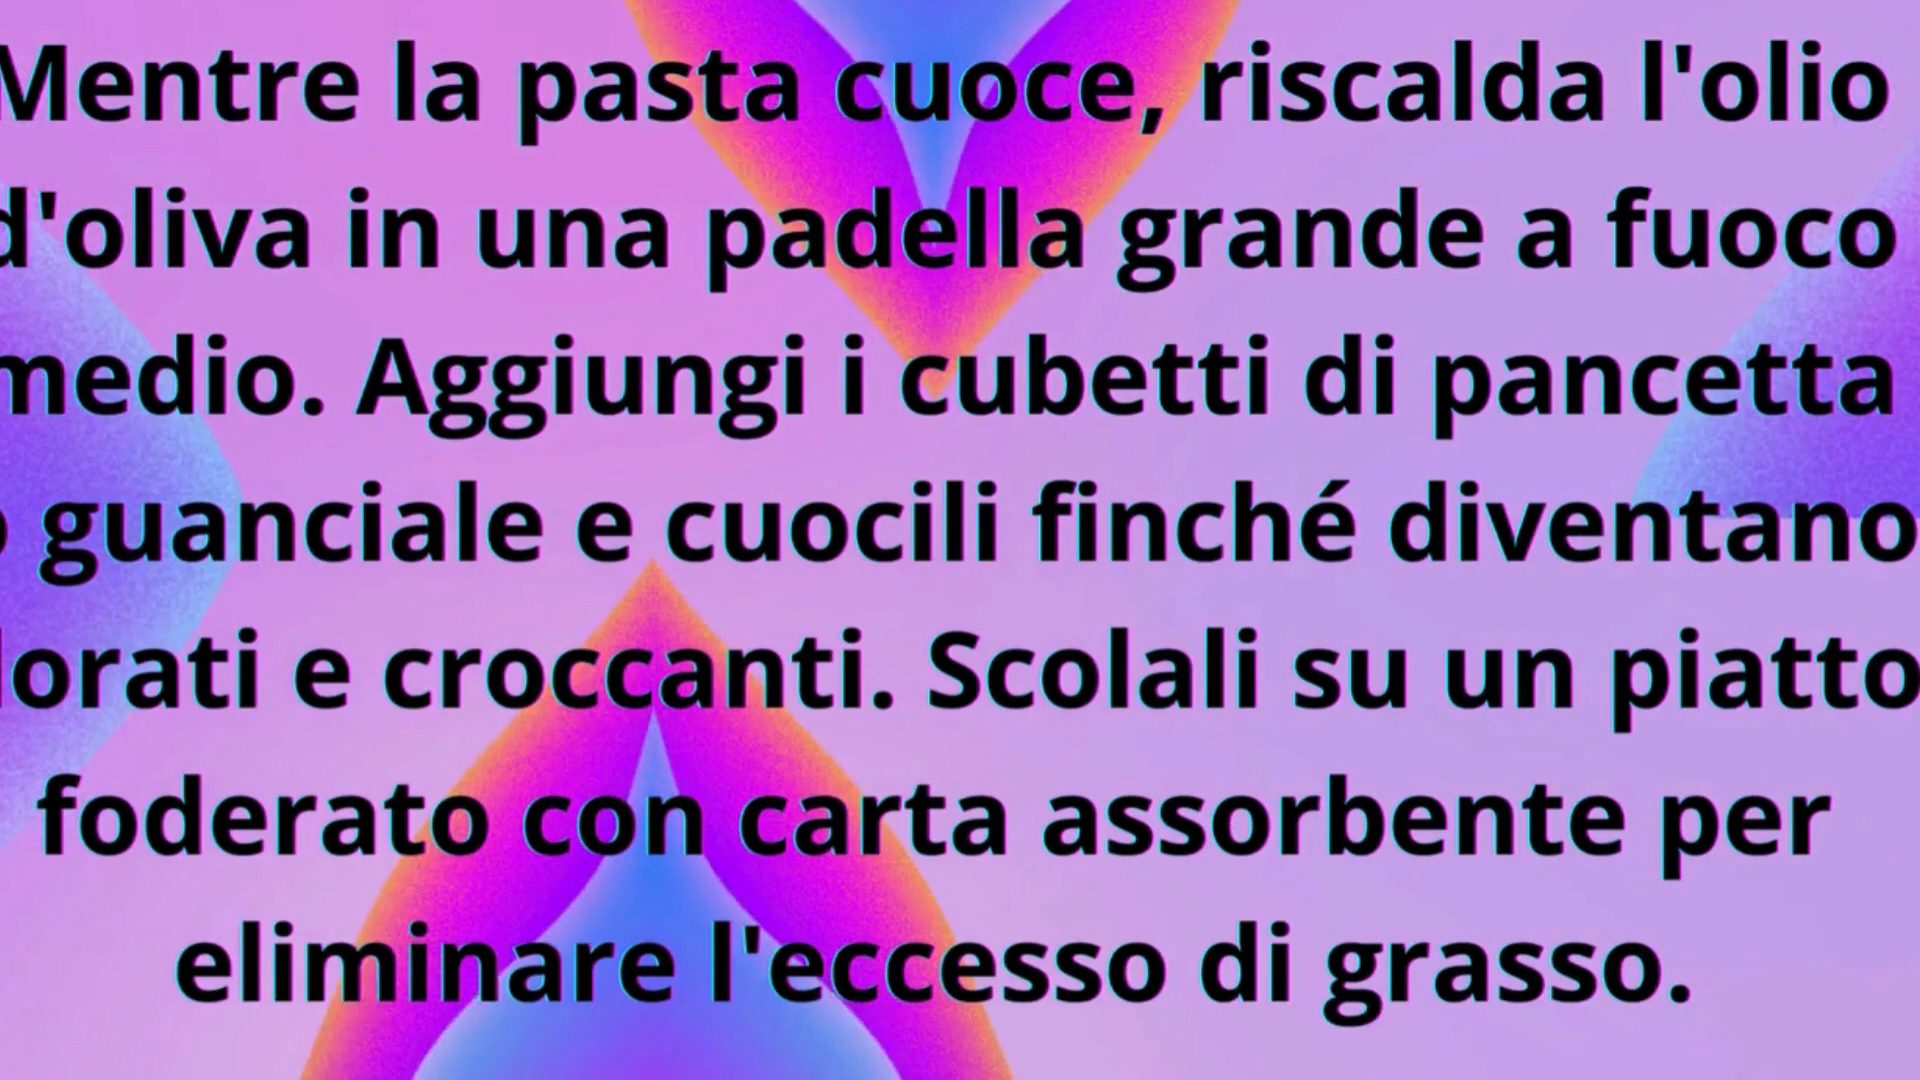 Mentre la pasta cuoce, riscalda l'olio
d'oliva in una padella grande a fuoco
medio. Aggiungi i cubetti di pancetta
o guanciale e cuocili finché diventano
dorati e croccanti. Scolali su un piatto
foderato con carta assorbente per
eliminare l'eccesso di grasso.